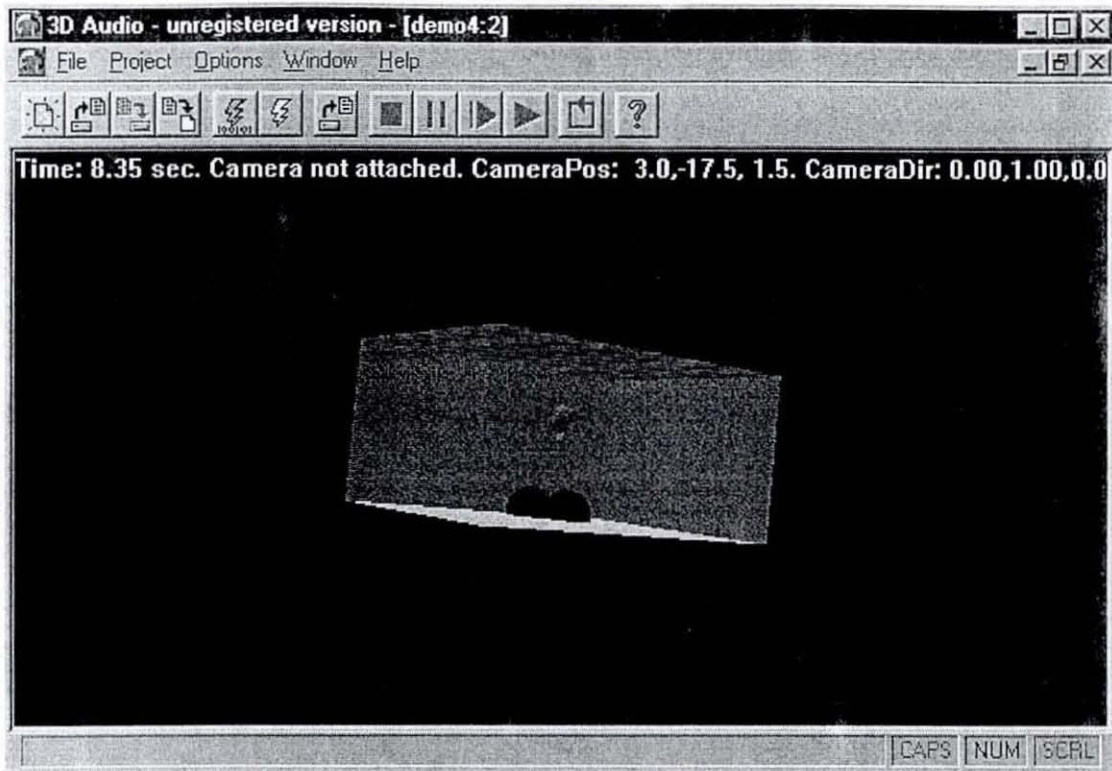 3D Audio - unregistered version - [demo4:2]
File Project Options Window Help
100101
Time: 8.35 sec. Camera not attached. CameraPos: 3.0,-17.5, 1.5. CameraDir: 0.00,1.00,0.0
CAPS NUM SCRL